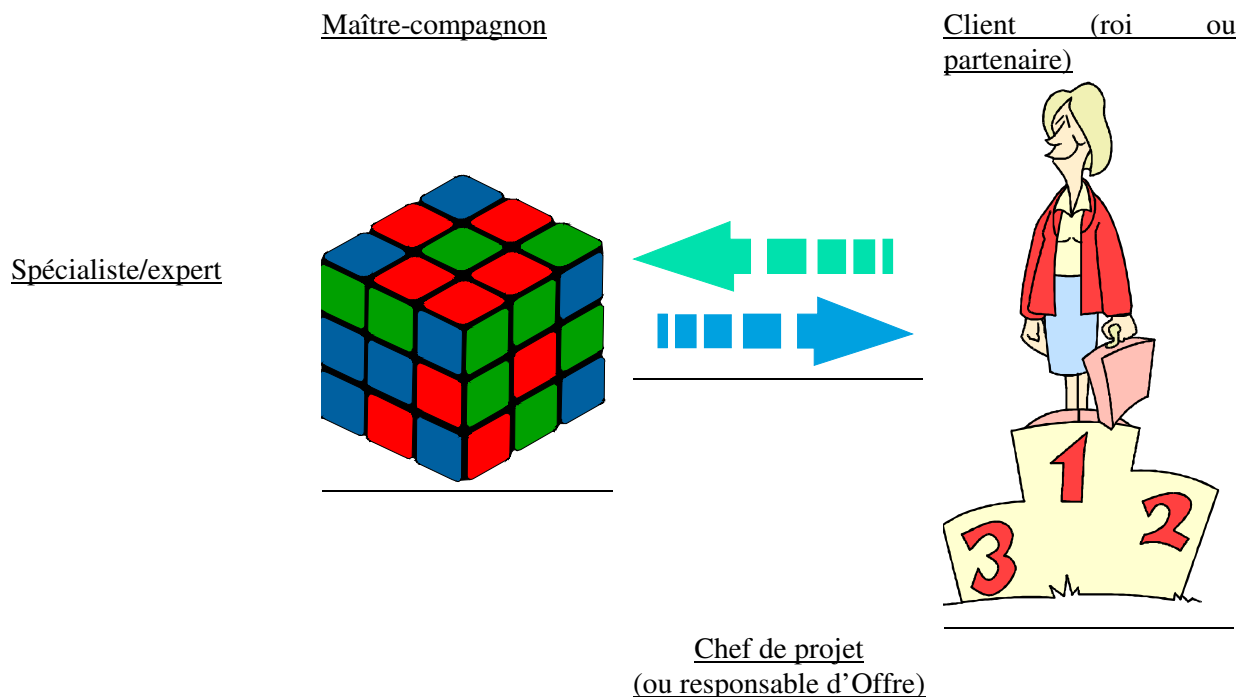 Maître-compagnon
Client (roi ou
partenaire)
Spécialiste/expert
1
2
3
Chef de projet
(ou responsable d’Offre)